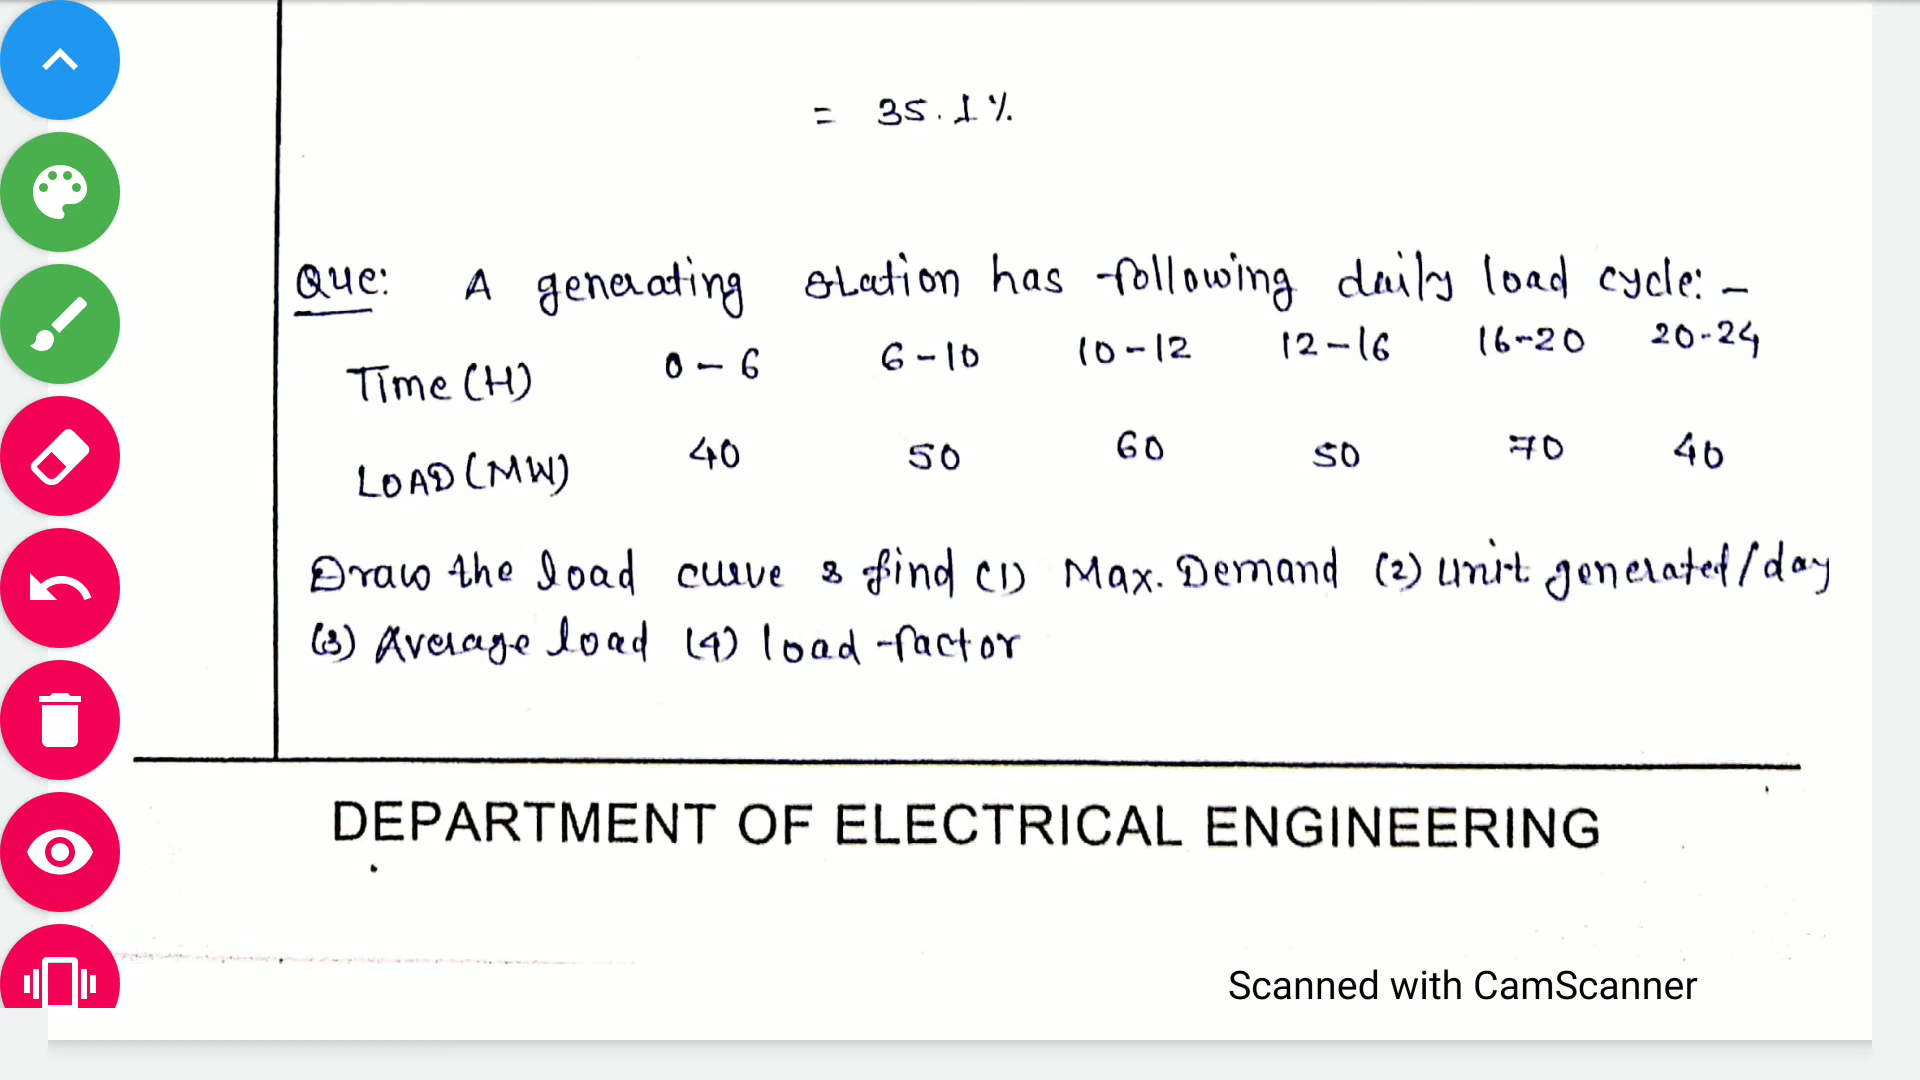 = 35.1%
Que: A generating station has following daily load cycle: -
Time (H) 0-6 6-10 10-12 12-16 16-20 20-24
LOAD (MW) 40 50 60 50 70 40
Draw the load curve & find (1) Max. Demand (2) unit generated/day
(3) Average load (4) load factor
DEPARTMENT OF ELECTRICAL ENGINEERING
Scanned with CamScanner